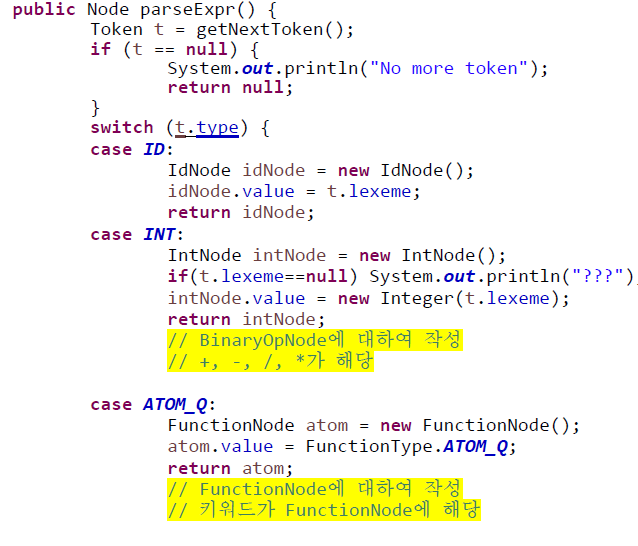 public Node parseExpr() {
Token t = getNextToken();
if (t == null) {
System.out.println("No more token");
return null;
}
switch (t.type) {
case ID:
IdNode idNode = new IdNode();
idNode.value = t.lexeme;
return idNode;
case INT:
IntNode intNode = new IntNode();
if(t.lexeme==null) System.out.println("???")
intNode.value = new Integer(t.lexeme);
return intNode;
// BinaryOpNode에 대하여 작성
// +, -, /, *가 해당
case ATOM_Q:
FunctionNode atom = new FunctionNode();
atom.value = FunctionType.ATOM_Q;
return atom;
// FunctionNode에 대하여 작성
// 키워드가 FunctionNode에 해당